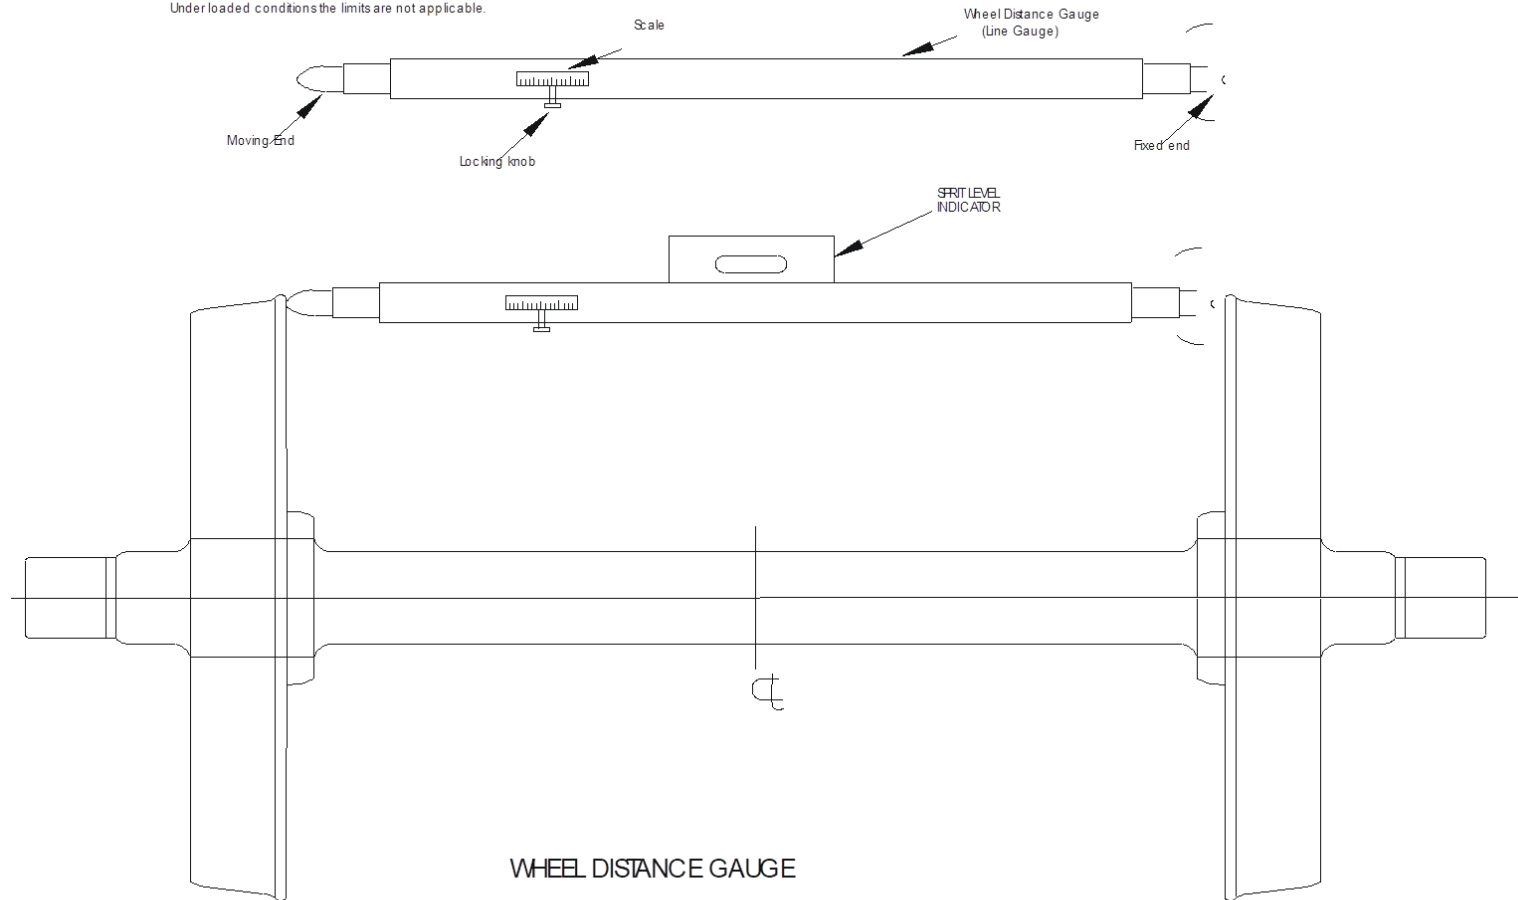 Under loaded conditions the limits are not applicable.
Scale
Wheel Distance Gauge
(Line Gauge)
Moving End
Locking knob
Fixed end
SPRIT LEVEL
INDICATOR
WHEEL DISTANCE GAUGE